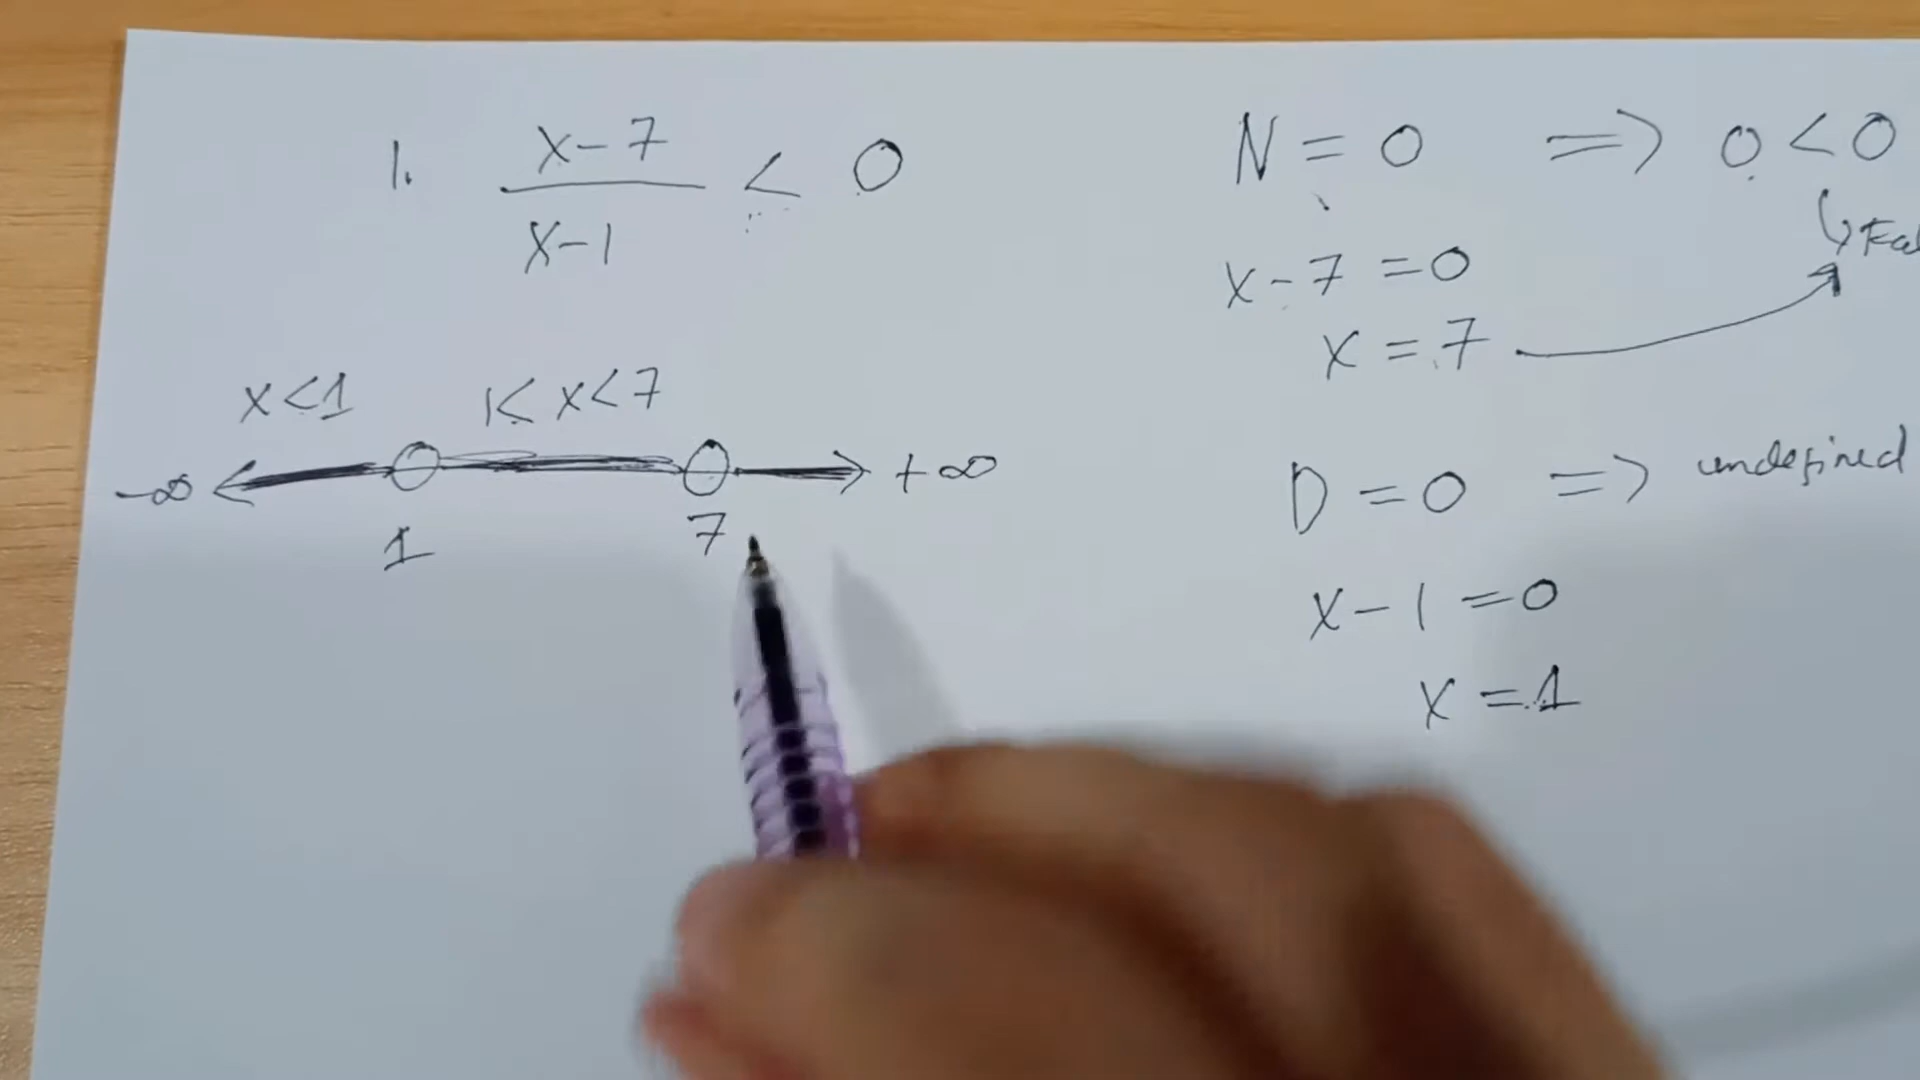 1. x-7 / x-1 < 0
x<1 1< x<7
-∞ +∞
1 7
N = 0 ⇒ 0 < 0
x-7 = 0
x = 7
D = 0 ⇒ undefined
x-1 = 0
x = 1